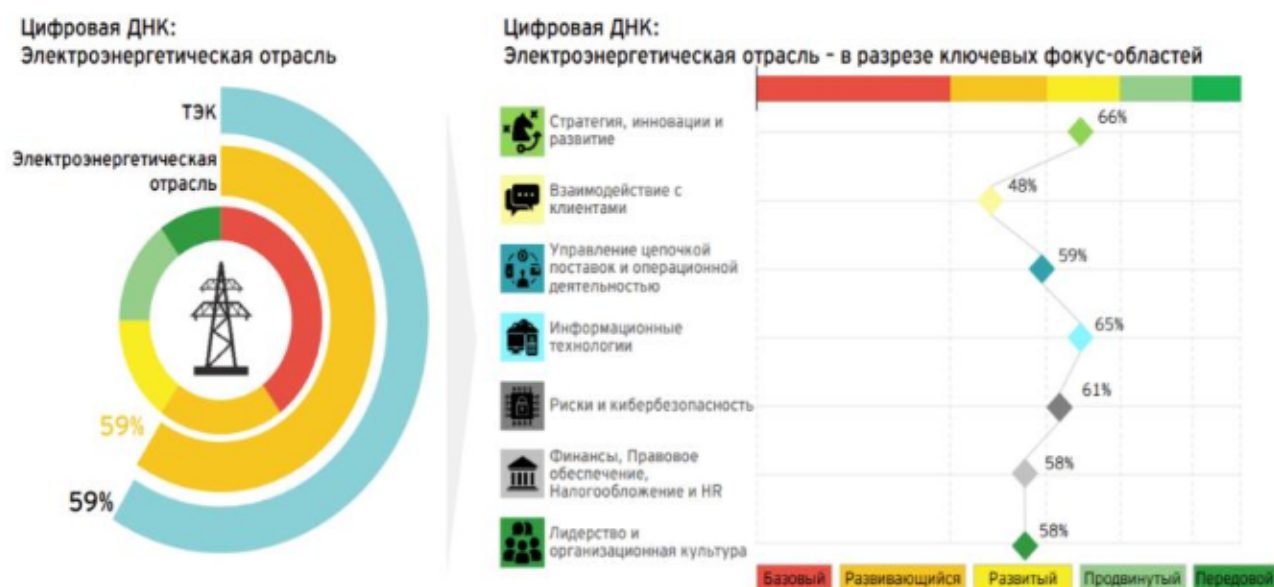 Цифровая ДНК:
Электроэнергетическая отрасль
ТЭК
Электроэнергетическая
отрасль
59%
59%
Цифровая ДНК:
Электроэнергетическая отрасль – в разрезе ключевых фокус-областей
Стратегия, инновации и
развитие
66%
Взаимодействие с
клиентами
48%
Управление цепочкой
поставок и операционной
деятельностью
59%
Информационные
технологии
65%
Риски и кибербезопасность
61%
Финансы, Правовое
обеспечение,
Налогообложение и HR
58%
Лидерство и
организационная культура
58%
Базовый
Развивающийся
Развитый
Продвинутый
Передовой